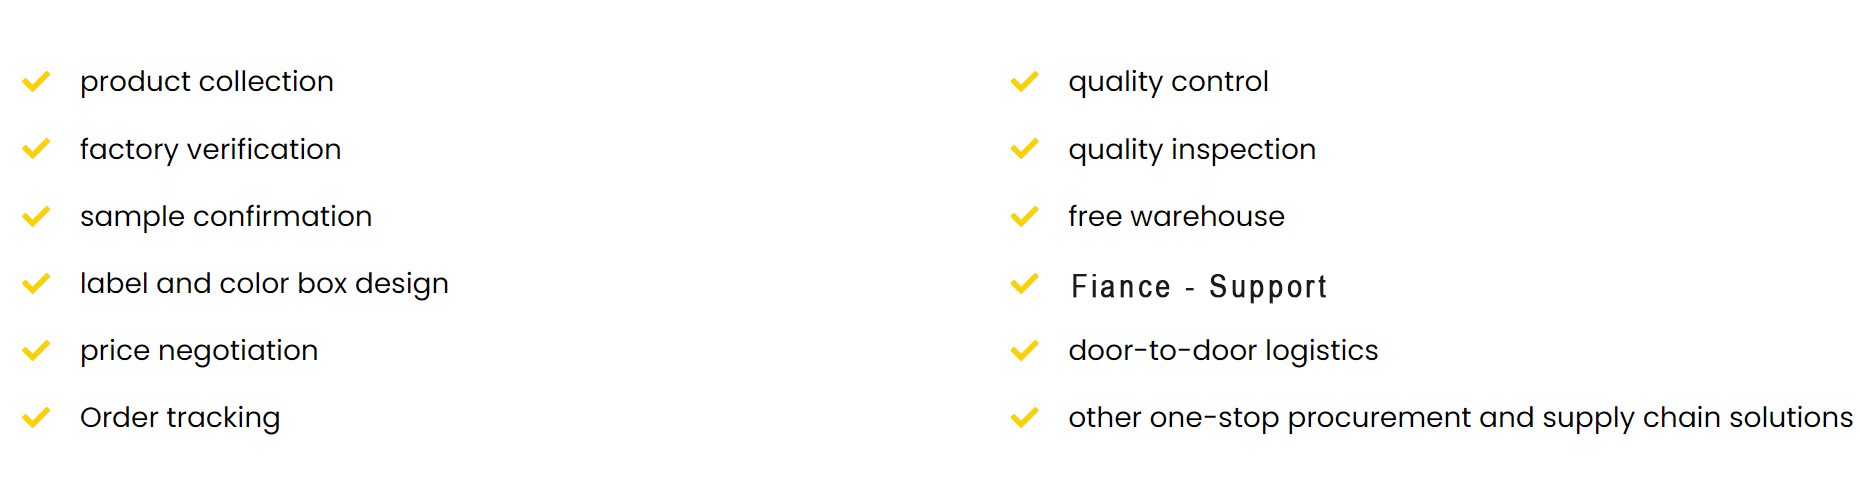 product collection
factory verification
sample confirmation
label and color box design
price negotiation
Order tracking
quality control
quality inspection
free warehouse
Fiance - Support
door-to-door logistics
other one-stop procurement and supply chain solutions